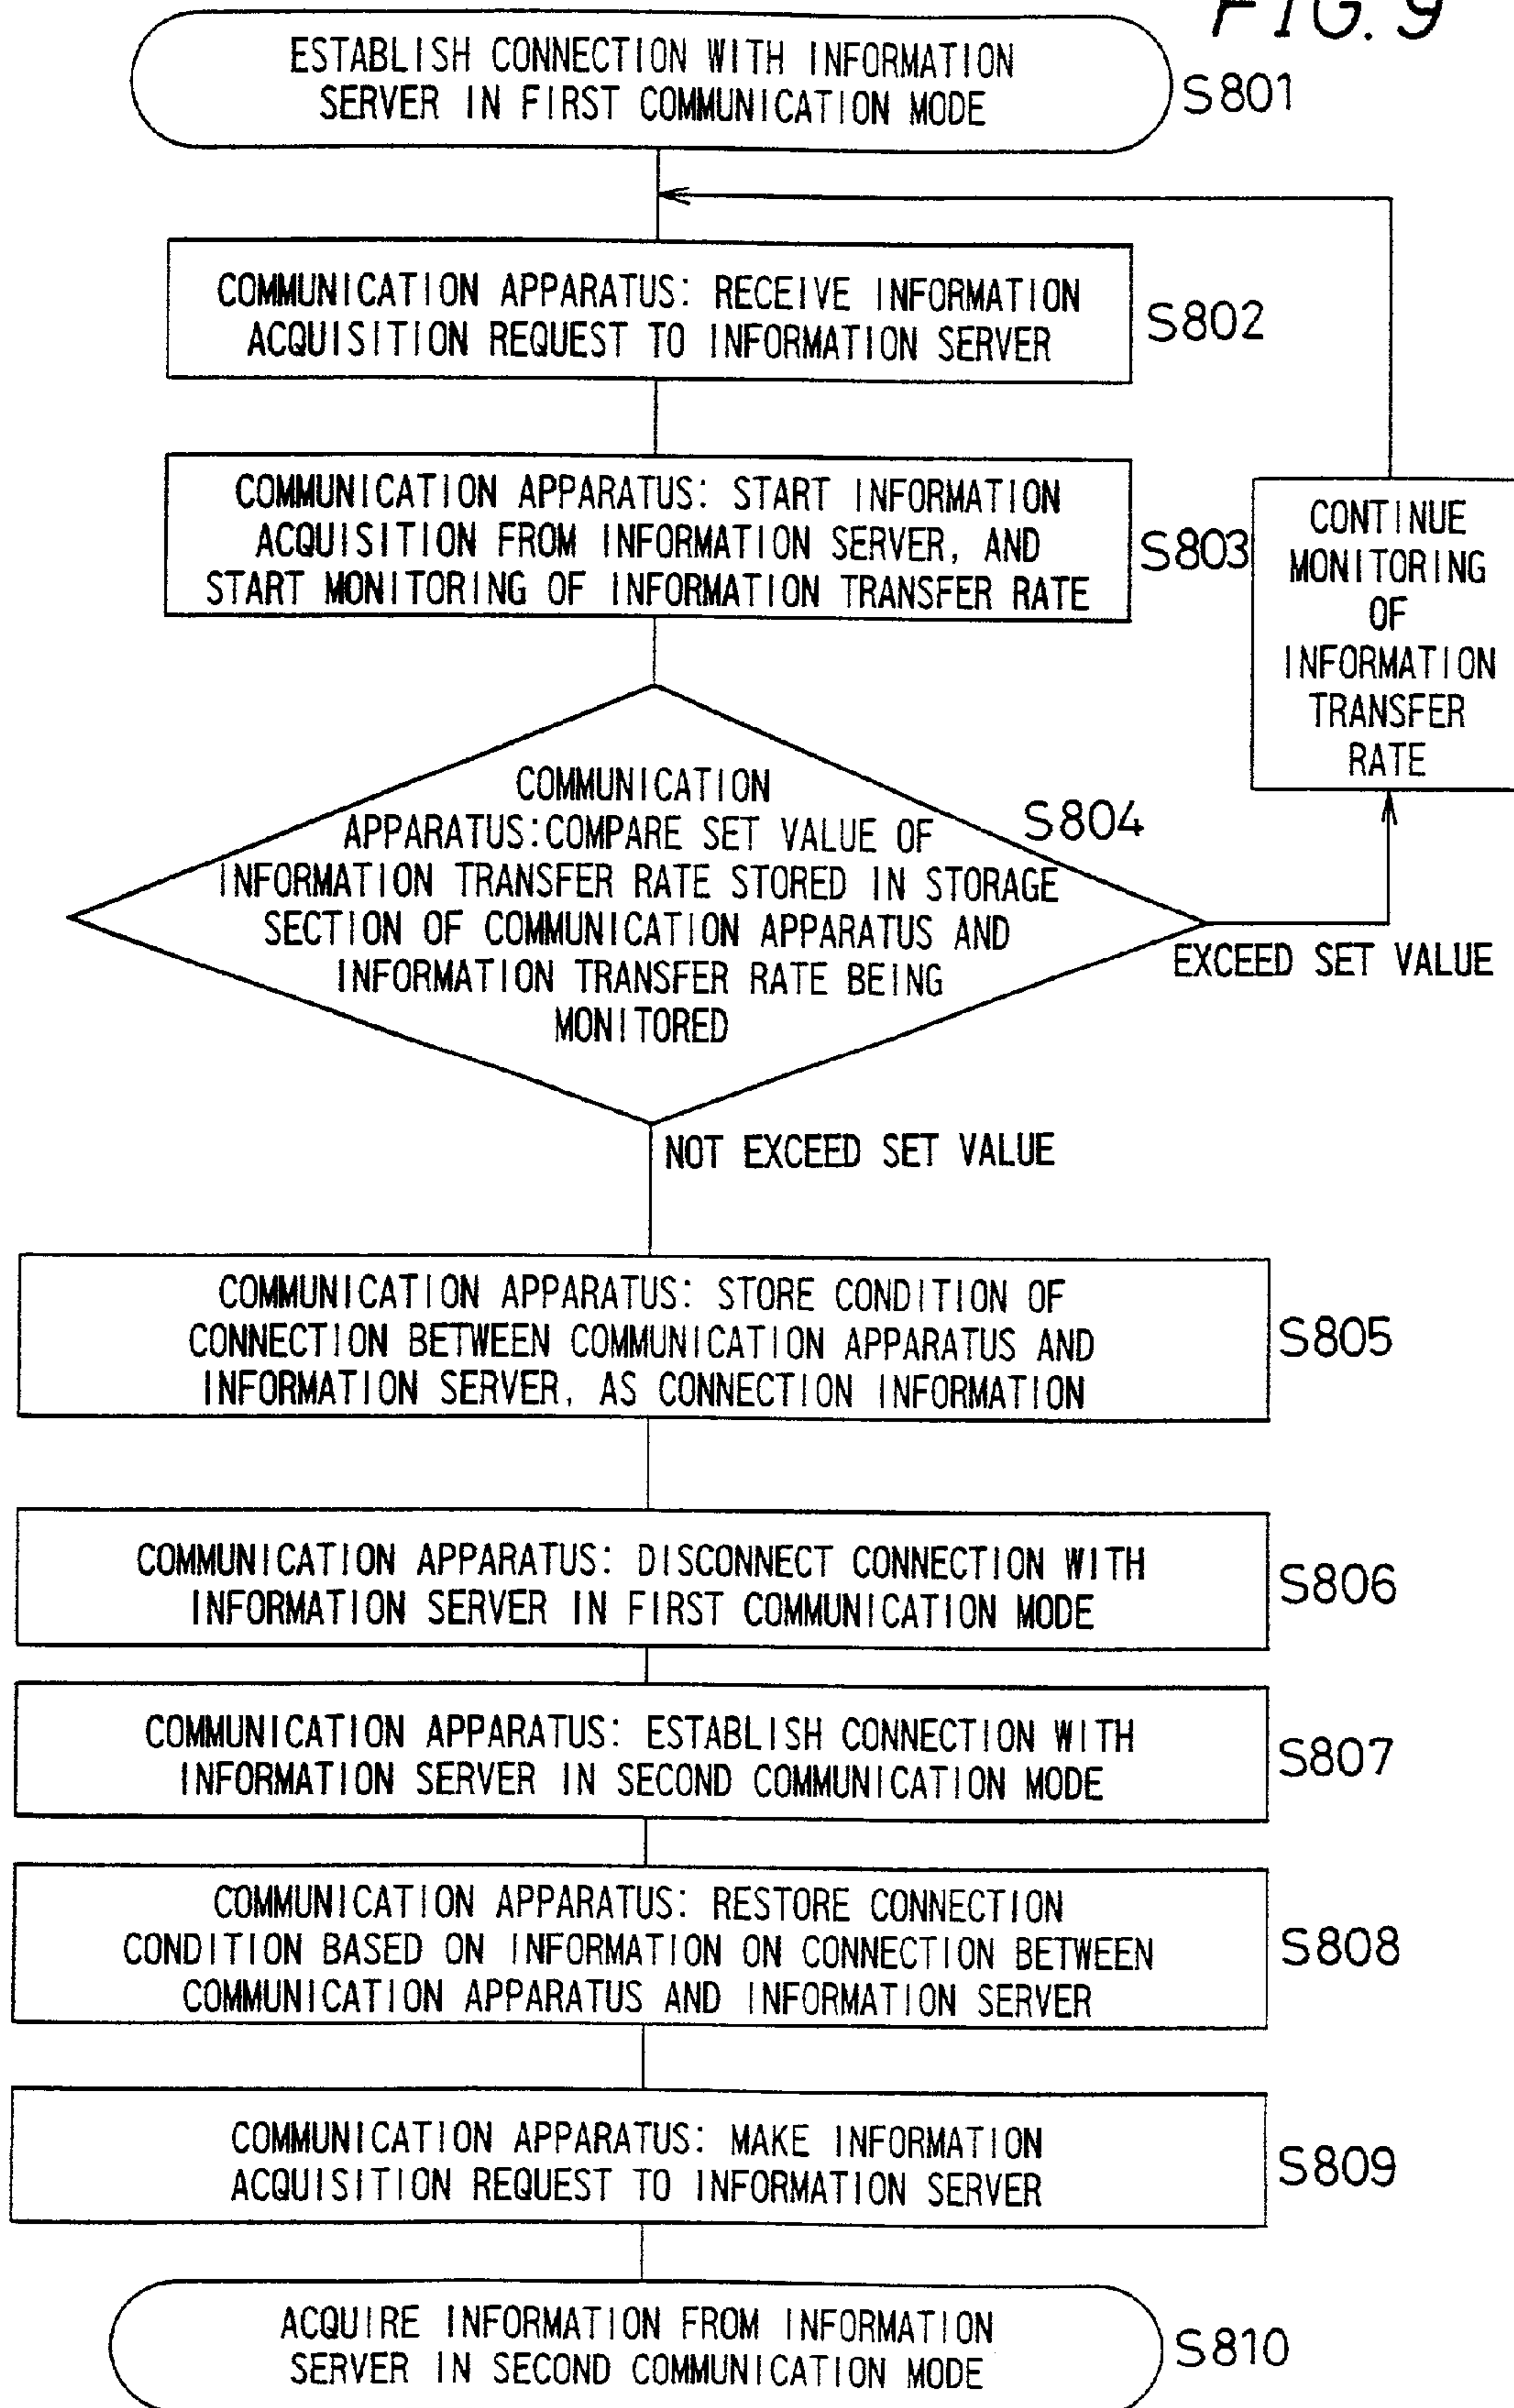 FIG. 9
ESTABLISH CONNECTION WITH INFORMATION
SERVER IN FIRST COMMUNICATION MODE
S801
COMMUNICATION APPARATUS: RECEIVE INFORMATION
ACQUISITION REQUEST TO INFORMATION SERVER
S802
COMMUNICATION APPARATUS: START INFORMATION
ACQUISITION FROM INFORMATION SERVER, AND
START MONITORING OF INFORMATION TRANSFER RATE
S803
CONTINUE
MONITORING
OF
INFORMATION
TRANSFER
RATE
COMMUNICATION
APPARATUS:COMPARE SET VALUE OF
INFORMATION TRANSFER RATE STORED IN STORAGE
SECTION OF COMMUNICATION APPARATUS AND
INFORMATION TRANSFER RATE BEING
MONITORED
S804
EXCEED SET VALUE
NOT EXCEED SET VALUE
COMMUNICATION APPARATUS: STORE CONDITION OF
CONNECTION BETWEEN COMMUNICATION APPARATUS AND
INFORMATION SERVER, AS CONNECTION INFORMATION
S805
COMMUNICATION APPARATUS: DISCONNECT CONNECTION WITH
INFORMATION SERVER IN FIRST COMMUNICATION MODE
S806
COMMUNICATION APPARATUS: ESTABLISH CONNECTION WITH
INFORMATION SERVER IN SECOND COMMUNICATION MODE
S807
COMMUNICATION APPARATUS: RESTORE CONNECTION
CONDITION BASED ON INFORMATION ON CONNECTION BETWEEN
COMMUNICATION APPARATUS AND INFORMATION SERVER
S808
COMMUNICATION APPARATUS: MAKE INFORMATION
ACQUISITION REQUEST TO INFORMATION SERVER
S809
ACQUIRE INFORMATION FROM INFORMATION
SERVER IN SECOND COMMUNICATION MODE
S810